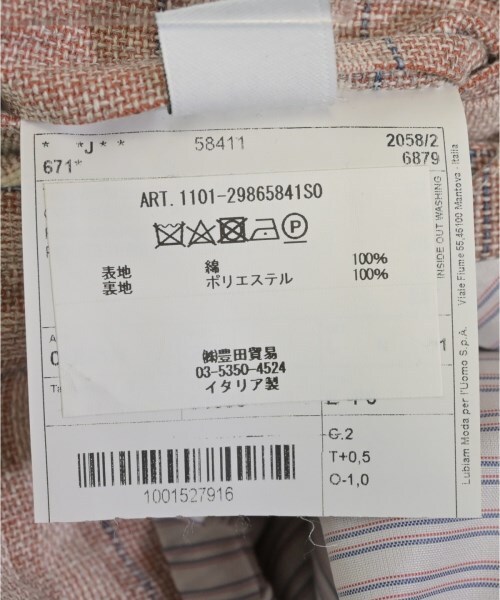 * *J* * 58411 2058/2
671* 6879
ART.1101-29865841SO
表地 綿 100%
裏地 ポリエステル 100%
㈱豊田貿易
03-5350-4524
イタリア製
G.2
T+0,5
O-1,0
1001527916
INSIDE OUT WASHING
Lubiam Moda per l'Uomo S.p.A. Viale Fiume 55,46100 Mantova - Italia